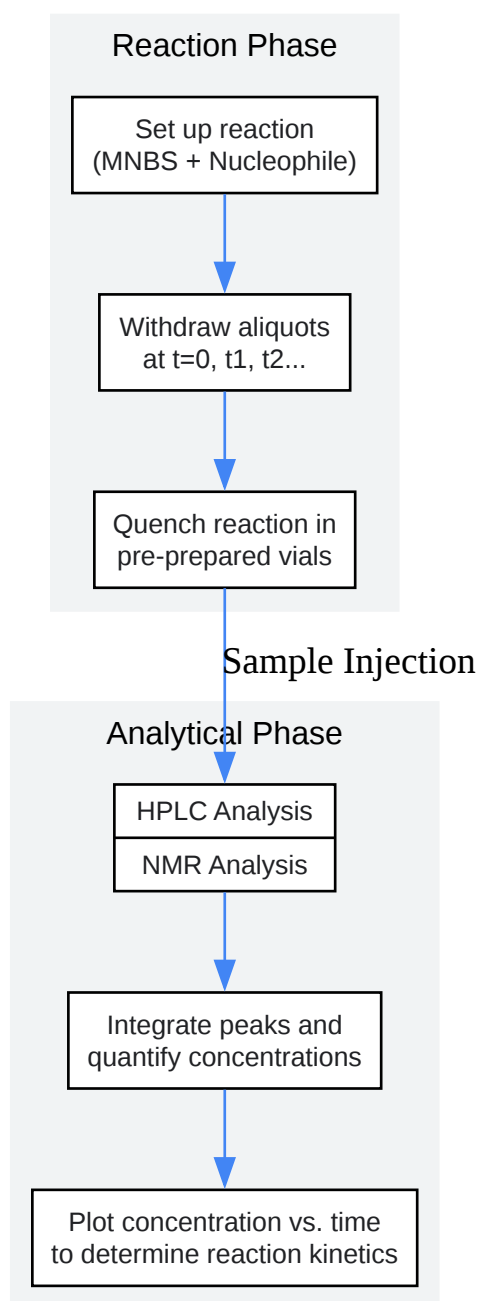 Reaction Phase
Set up reaction
(MNBS + Nucleophile)
Withdraw aliquots
at t=0, t1, t2...
Quench reaction in
pre-prepared vials
Sample Injection
Analytical Phase
HPLC Analysis
NMR Analysis
Integrate peaks and
quantify concentrations
Plot concentration vs. time
to determine reaction kinetics